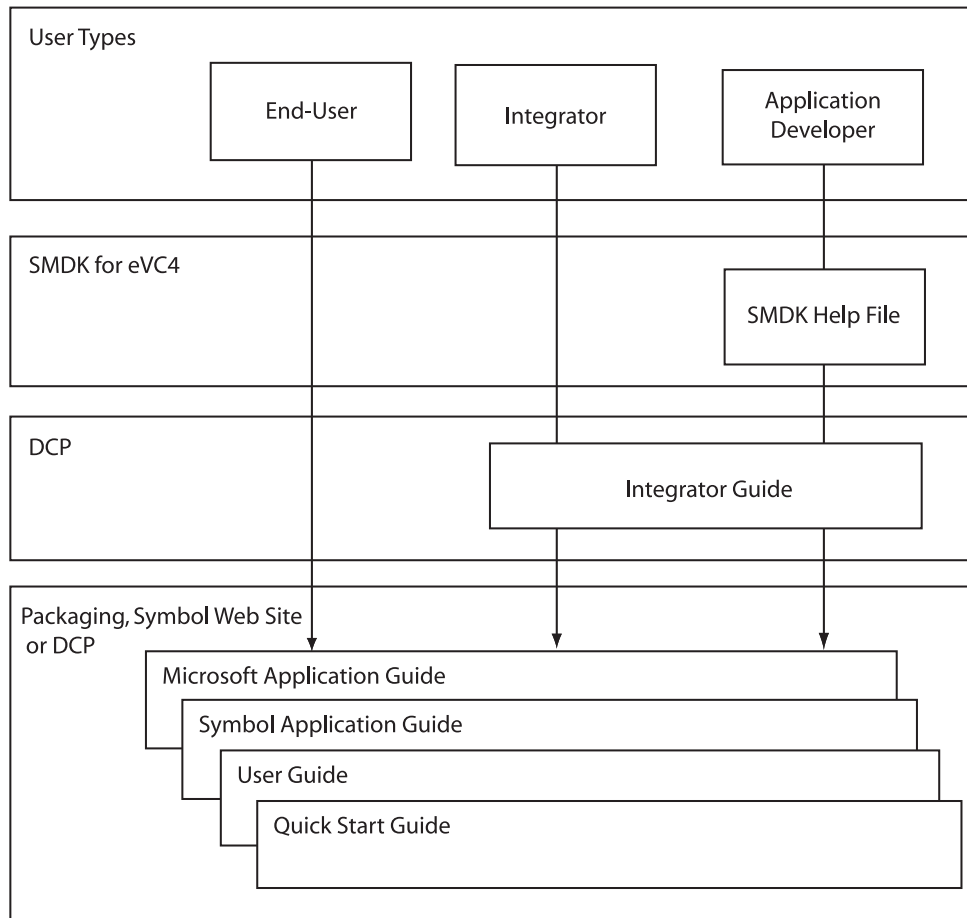 User Types
End-User
Integrator
Application
Developer
SMDK for eVC4
SMDK Help File
DCP
Integrator Guide
Packaging, Symbol Web Site
or DCP
Microsoft Application Guide
Symbol Application Guide
User Guide
Quick Start Guide